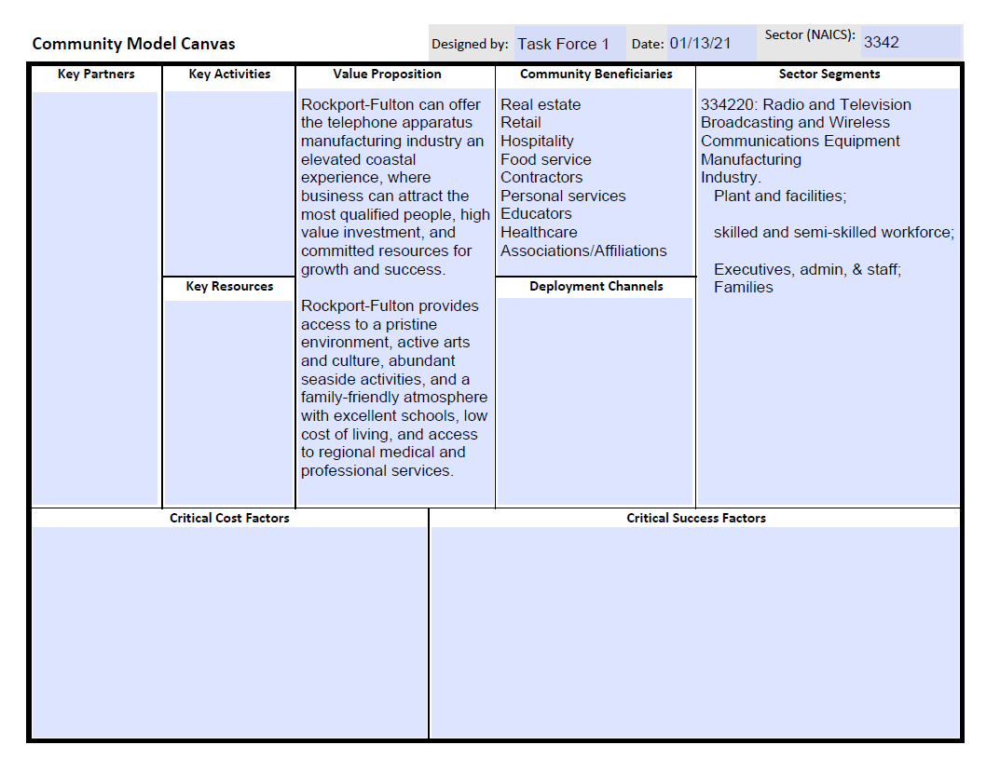 Community Model Canvas
Designed by: Task Force 1 Date: 01/13/21 Sector (NAICS): 3342
Key Partners
Key Activities
Key Resources
Value Proposition
Rockport-Fulton can offer
the telephone apparatus
manufacturing industry an
elevated coastal
experience, where
business can attract the
most qualified people, high
value investment, and
committed resources for
growth and success.
Rockport-Fulton provides
access to a pristine
environment, active arts
and culture, abundant
seaside activities, and a
family-friendly atmosphere
with excellent schools, low
cost of living, and access
to regional medical and
professional services.
Community Beneficiaries
Real estate
Retail
Hospitality
Food service
Contractors
Personal services
Educators
Healthcare
Associations/Affiliations
Deployment Channels
Sector Segments
334220: Radio and Television
Broadcasting and Wireless
Communications Equipment
Manufacturing
Industry.
Plant and facilities;
skilled and semi-skilled workforce;
Executives, admin, & staff;
Families
Critical Cost Factors
Critical Success Factors